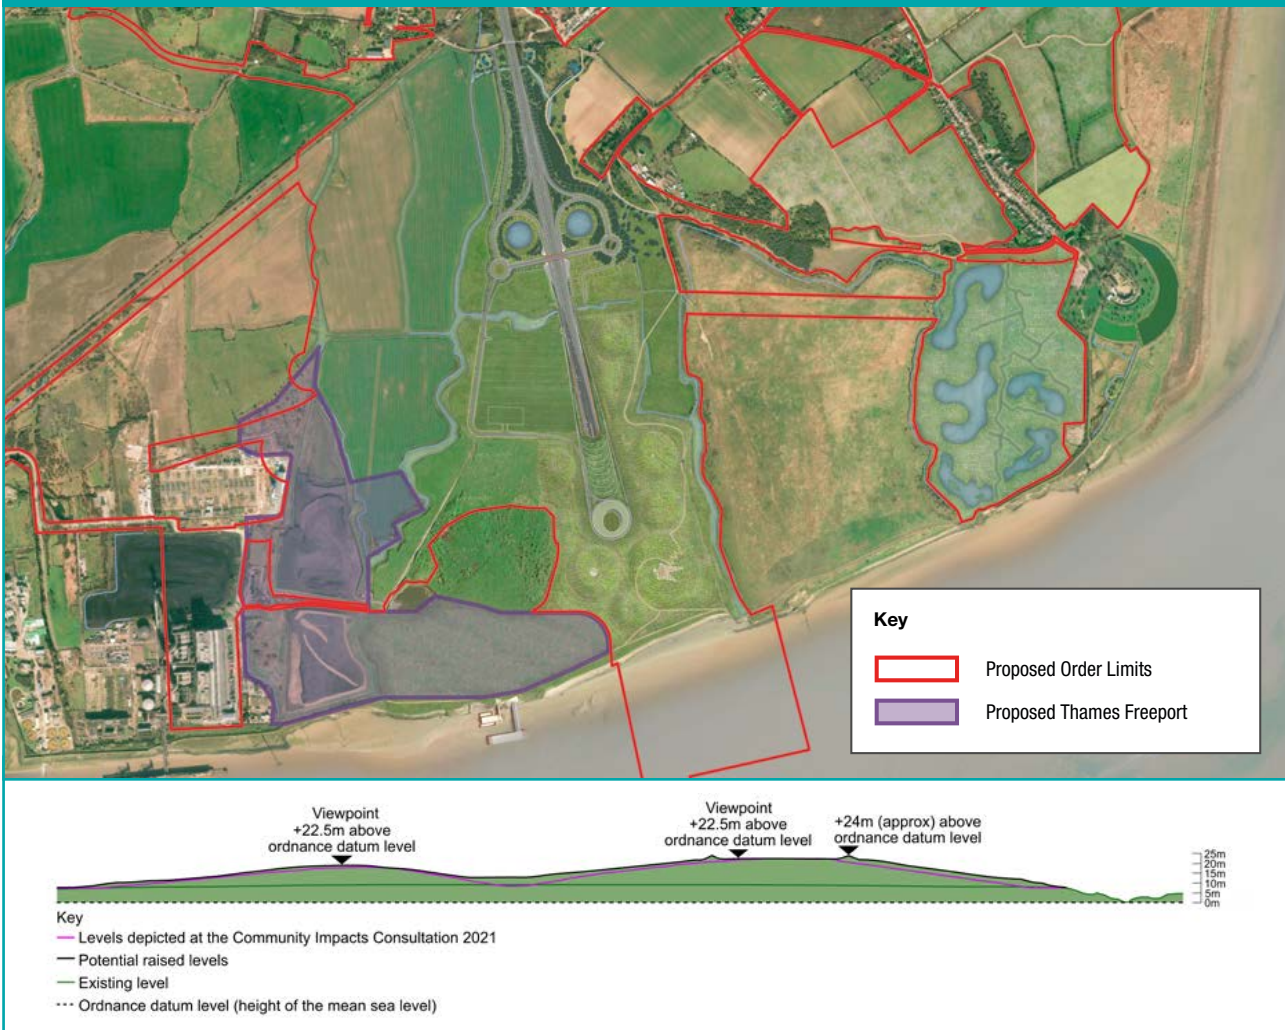 Key
Proposed Order Limits
Proposed Thames Freeport
Viewpoint
+22.5m above
ordnance datum level
Viewpoint
+22.5m above
ordnance datum level
+24m (approx) above
ordnance datum level
25m
20m
15m
10m
5m
0m
Key
Levels depicted at the Community Impacts Consultation 2021
Potential raised levels
Existing level
Ordnance datum level (height of the mean sea level)